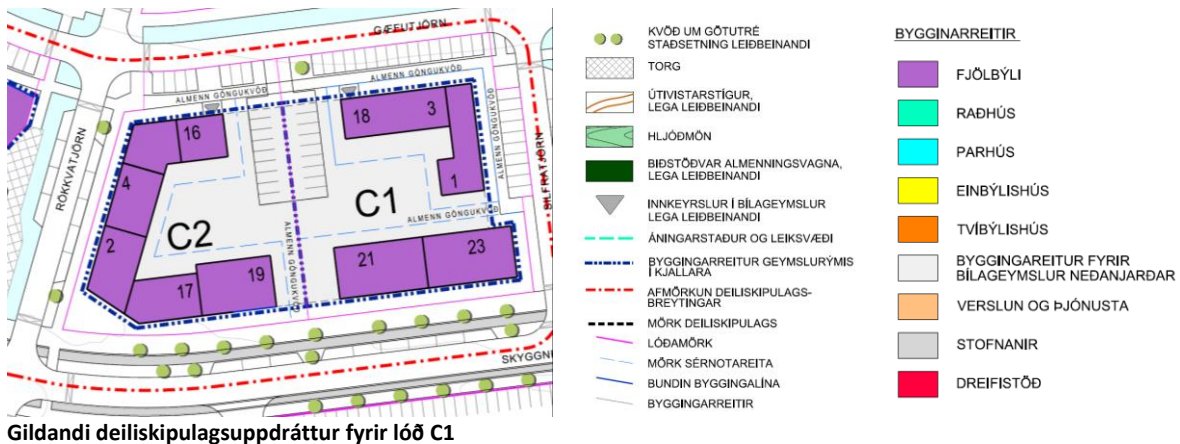 GÆFUTJÖRN
ALMENN GÖNGUKVÖÐ
ALMENN GÖNGUKVÖÐ
16
18
3
ALMENN GÖNGUKVÖÐ
RÖKKVATJÖRN
SILFRATJÖRN
4
C1
1
ALMENN GÖNGUKVÖÐ
C2
ALMENN GÖNGUKVÖÐ
2
17
19
21
23
SKYGGN
KVÖÐ UM GÖTUTRÉ
STAÐSETNING LEIÐBEINANDI
TORG
ÚTIVISTARSTÍGUR,
LEGA LEIÐBEINANDI
HLJÓÐMÖN
BIÐSTÖÐVAR ALMENNINGSVAGNA,
LEGA LEIÐBEINANDI
INNKEYRSLUR Í BÍLAGEYMSLUR
LEGA LEIÐBEINANDI
ÁNINGARSTAÐUR OG LEIKSVÆÐI
BYGGINGARREITUR GEYMSLURÝMIS
Í KJALLARA
AFMÖRKUN DEILISKIPULAGS-
BREYTINGAR
MÖRK DEILISKIPULAGS
LÓÐAMÖRK
MÖRK SÉRNOTAREITA
BUNDIN BYGGINGALÍNA
BYGGINGARREITIR
BYGGINARREITIR
FJÖLBÝLI
RAÐHÚS
PARHÚS
EINBÝLISHÚS
TVÍBÝLISHÚS
BYGGINGAREITUR FYRIR
BÍLAGEYMSLUR NEÐANJARÐAR
VERSLUN OG ÞJÓNUSTA
STOFNANIR
DREIFISTÖÐ
Gildandi deiliskipulagsuppdráttur fyrir lóð C1